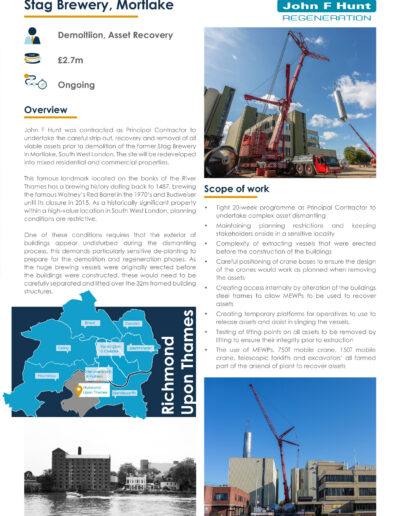 Stag Brewery, Mortlake
John F Hunt
REGENERATION
Demoltiion, Asset Recovery
£2.7m
Ongoing
Overview
John F Hunt was contracted as Principal Contractor to
undertake the careful strip out, recovery and removal of all
viable assets prior to demolition of the former Stag Brewery
in Mortlake, South West London. The site will be redeveloped
into mixed residential and commercial properties.
This famous landmark located on the banks of the River
Thames has a brewing history dating back to 1487, brewing
the famous Watney's Red Barrel in the 1970's and Budweiser
until its closure in 2015. As a historically significant property
within a high-value location in South West London, planning
conditions are restrictive.
One of these conditions requires that the exterior of
buildings appear undisturbed during the dismantling
process, this demands particularly sensitive de-planting to
prepare for the demolition and regeneration phases. As
the huge brewing vessels were originally erected before
the buildings were constructed, these would need to be
carefully separated and lifted over the 32m framed building
structures.
Scope of work
• Tight 20-week programme as Principal Contractor to
undertake complex asset dismantling
• Maintaining planning restrictions and keeping
stakeholders onside in a sensitive locality
• Complexity of extracting vessels that were erected
before the construction of the buildings
• Careful positioning of crane bases to ensure the design
of the cranes would work as planned when removing
the assets
• Creating access internally by alteration of the buildings
steel frames to allow MEWPs to be used to recover
assets
• Creating temporary platforms for operatives to use to
release assets and assist in slinging the vessels.
• Testing of lifting points on all assets to be removed by
lifting to ensure their integrity prior to extraction
• The use of MEWPs, 750T mobile crane, 150T mobile
crane, telescopic forklifts and excavators' all formed
part of the arsenal of plant to recover assets
Brent
Camden
Ealing
Kensington
& Chelsea
Westminster
Hammersmith
& Fulham
Hounslow
Richmond
Upon Thames
Wandsworth
Richmond
Upon Thames